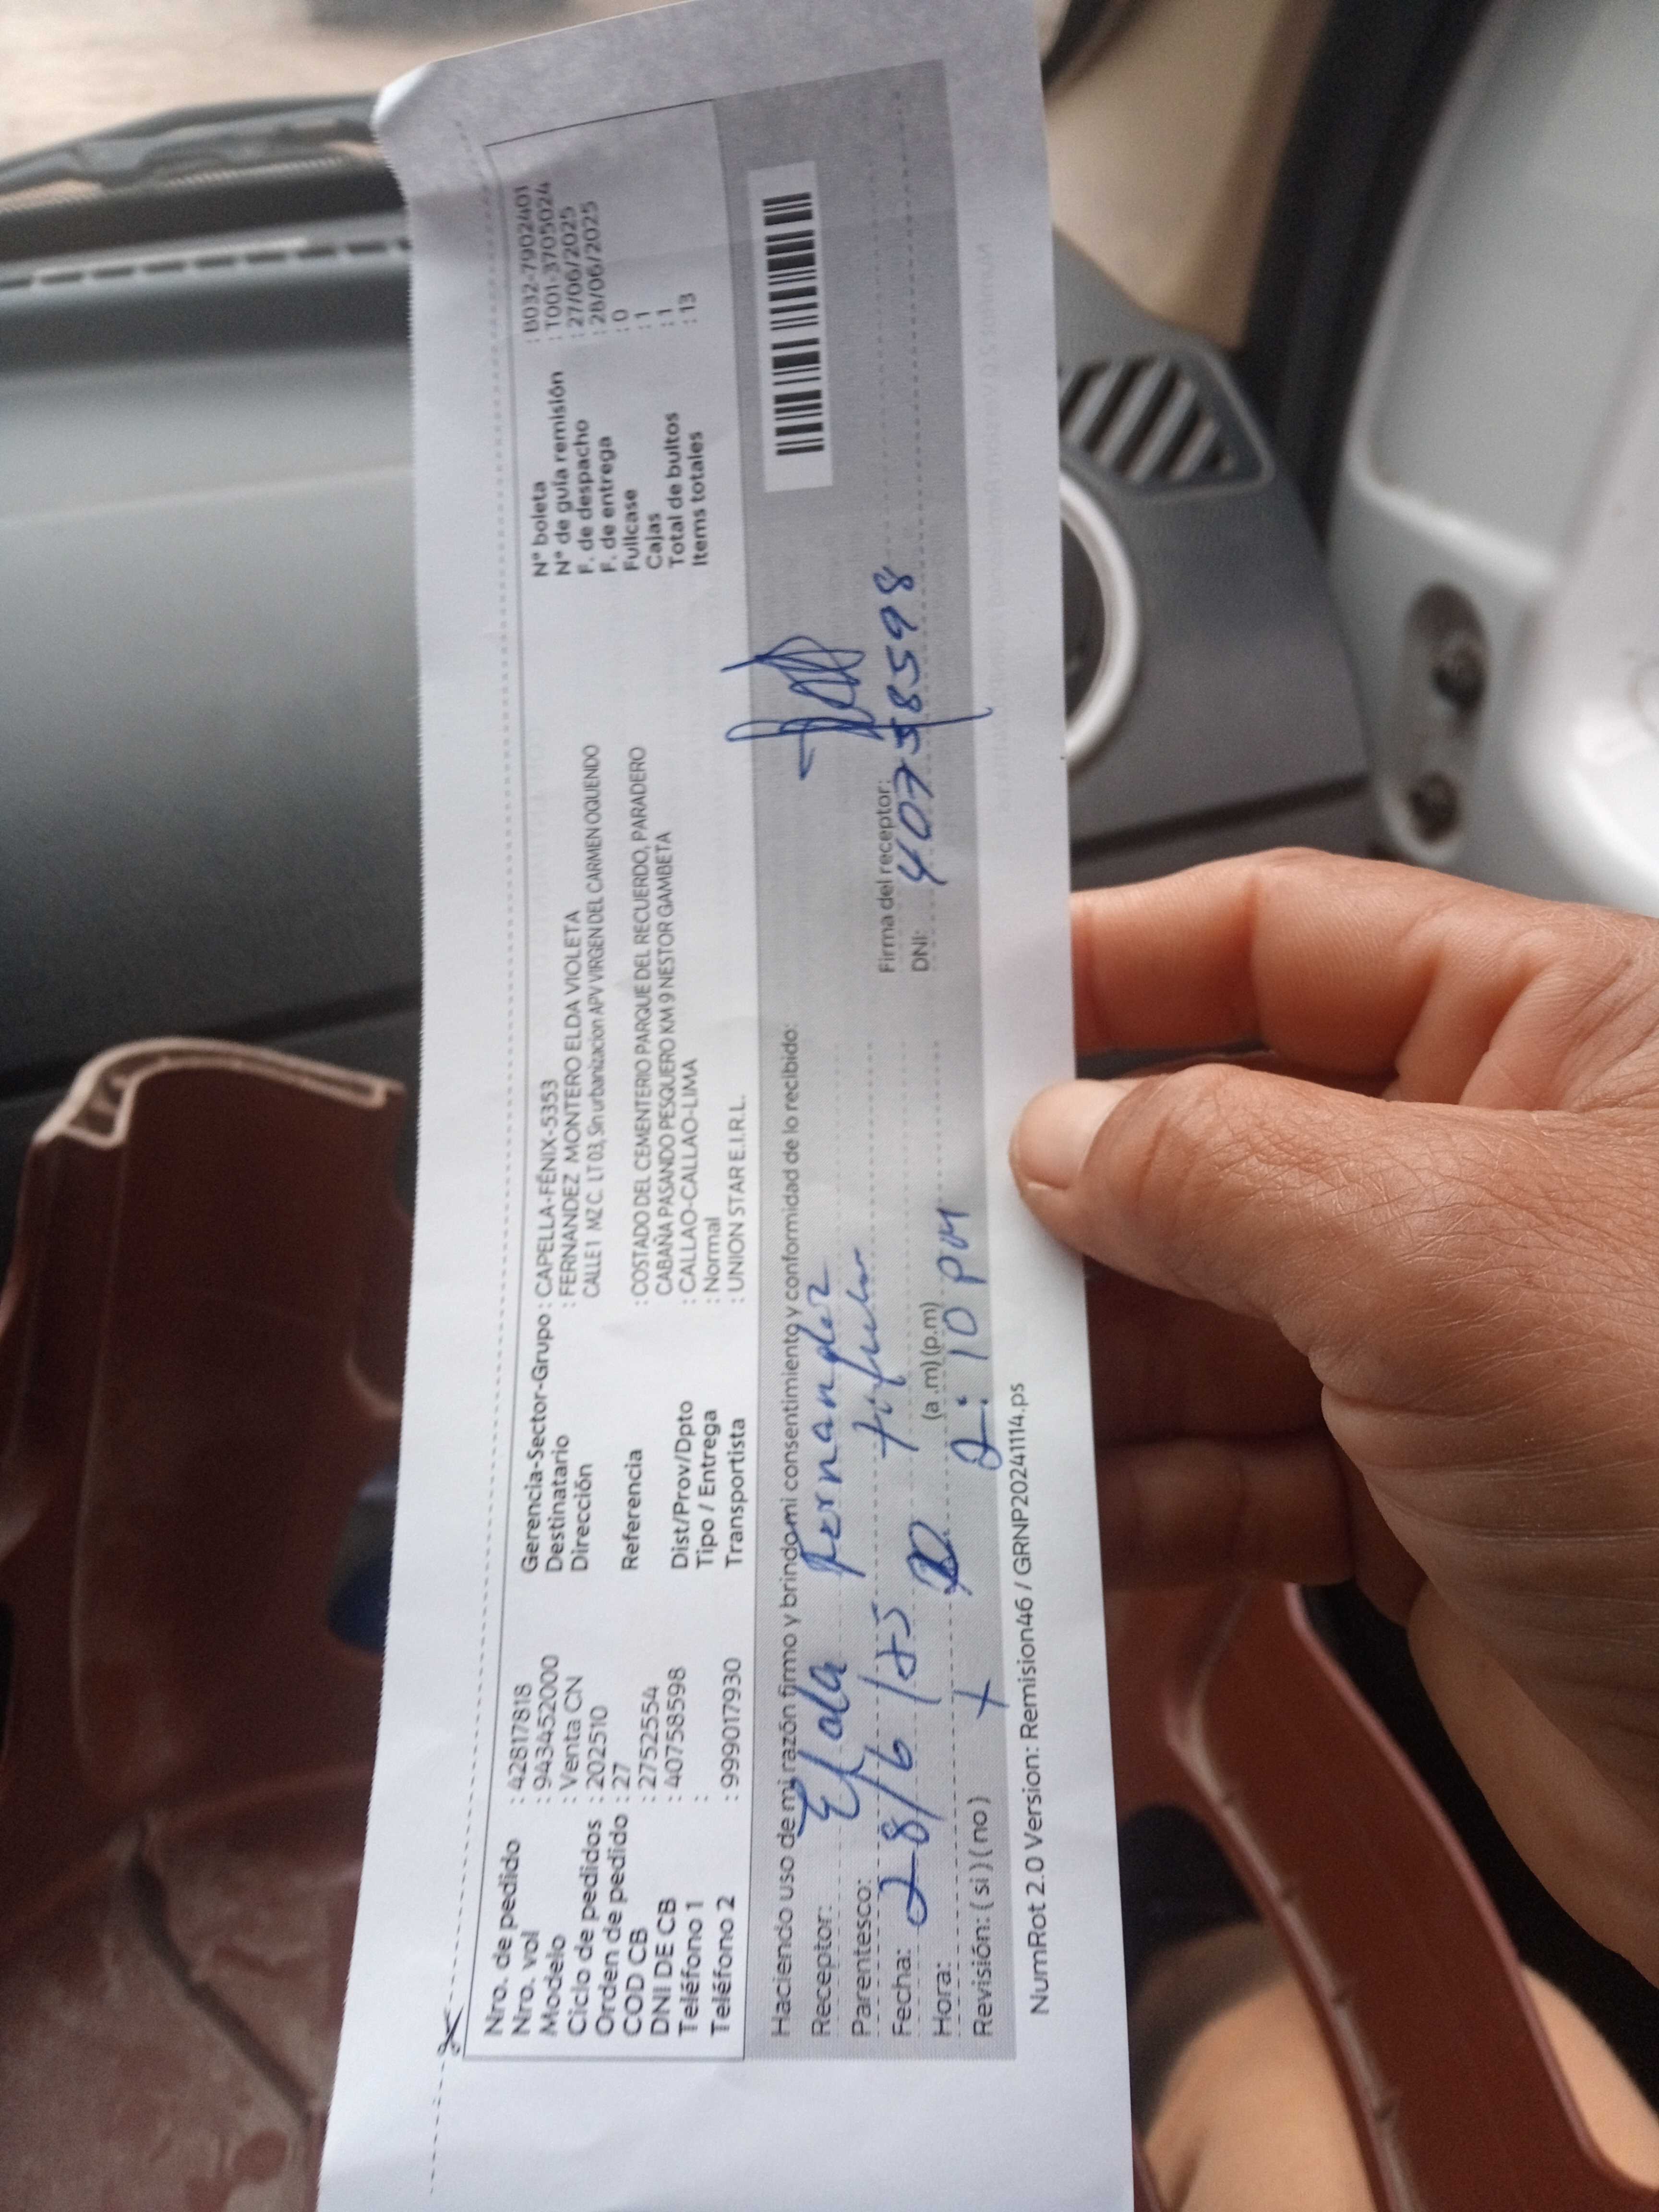 Nro. de pedido : 42817818
Nro. vol : 943452000
Modelo : Venta CN
Ciclo de pedidos : 202510
Orden de pedido : 27
COD CB : 2752554
DNI DE CB : 40758598
Teléfono 1 :
Teléfono 2 : 999017930
Gerencia-Sector-Grupo : CAPELLA-FÉNIX-5353
Destinatario : FERNANDEZ MONTERO ELDA VIOLETA
Dirección CALLE1 MZ C. LT 03, Sn urbanizacion APV VIRGEN DEL CARMEN OQUENDO
Referencia : COSTADO DEL CEMENTERIO PARQUE DEL RECUERDO, PARADERO
CABAÑA PASANDO PESQUERO KM 9 NESTOR GAMBETA
Dist/Prov/Dpto : CALLAO-CALLAO-LIMA
Tipo / Entrega : Normal
Transportista : UNION STAR E.I.R.L.
N° boleta : B032-7902401
N° de guía remisión : T001-3705024
F. de despacho : 27/06/2025
F. de entrega : 28/06/2025
Fullcase : 0
Cajas : 1
Total de bultos : 1
Items totales : 13
Haciendo uso de mi razón firmo y brindo mi consentimiento y conformidad de lo recibido:
Receptor: Elda Fernandez
Parentesco: titular
Fecha: 28/6/25
Hora: (a.m) (p.m)
2:10 pm
Revisión: ( si ) ( no ) X
Firma del receptor:
DNI: 40758598
NumRot 2.0 Version: Remision46 / GRNP20241114.ps